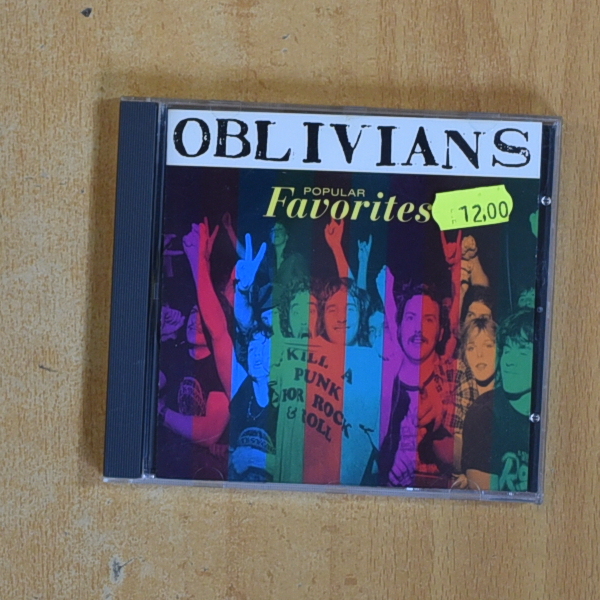 OBLIVIANS
POPULAR
Favorites
12,00
KILL A
PUNK
FOR ROCK
& ROLL